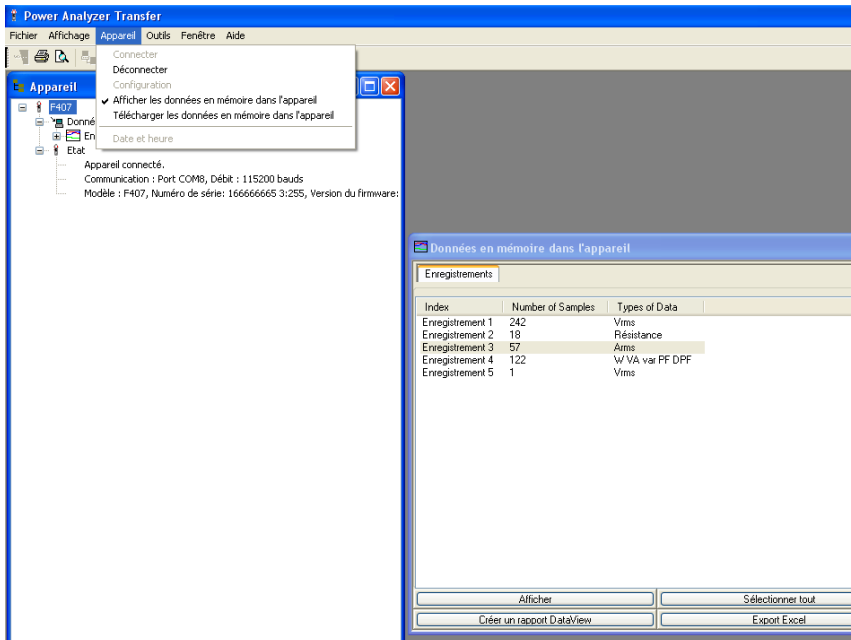 Power Analyzer Transfer
Fichier Affichage Appareil Outils Fenêtre Aide
Connecter
Déconnecter
Configuration
Afficher les données en mémoire dans l'appareil
Télécharger les données en mémoire dans l'appareil
Date et heure
Appareil
F407
Donné
En
Etat
Appareil connecté.
Communication : Port COM8, Débit : 115200 bauds
Modèle : F407, Numéro de série: 166666665 3:255, Version du firmware:
Données en mémoire dans l'appareil
Enregistrements
Index Number of Samples Types of Data
Enregistrement 1 242 Vrms
Enregistrement 2 18 Résistance
Enregistrement 3 57 Arms
Enregistrement 4 122 W VA var PF DPF
Enregistrement 5 1 Vrms
Afficher Sélectionner tout
Créer un rapport DataView Export Excel